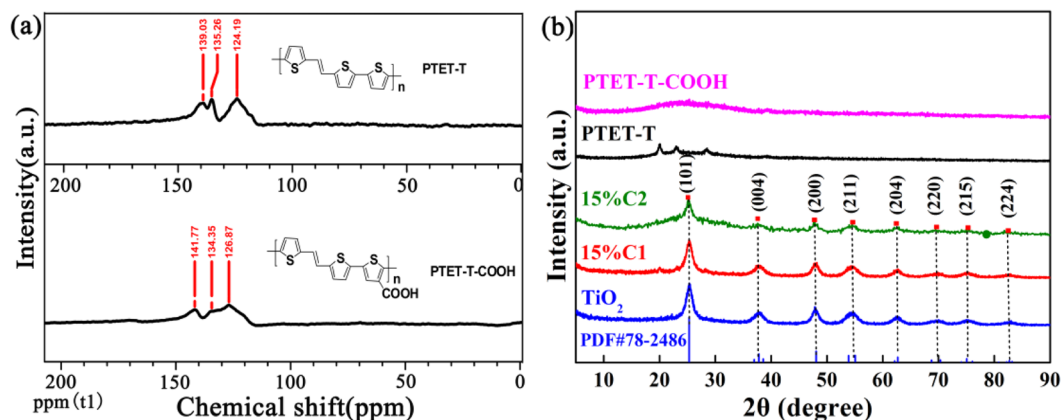 (a)
Intensity(a.u.)
139.03
135.26
124.19
S
S
S
n
PTET-T
200
150
100
50
0
141.77
134.35
126.87
S
S
S
n
COOH
PTET-T-COOH
200
150
100
50
0
ppm(t1)
Chemical shift(ppm)
(b)
Intensity (a.u.)
PTET-T-COOH
PTET-T
15%C2
15%C1
TiO2
PDF#78-2486
(101)
(004)
(200)
(211)
(204)
(220)
(215)
(224)
10 20 30 40 50 60 70 80 90
2θ (degree)